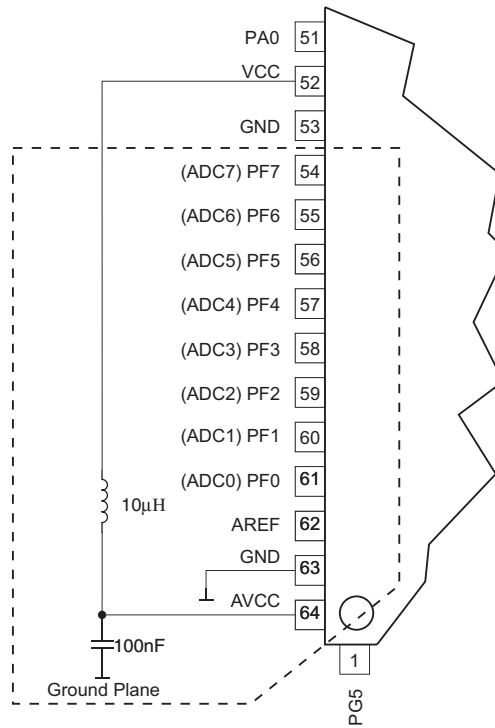 PA0 51
VCC 52
GND 53
(ADC7) PF7 54
(ADC6) PF6 55
(ADC5) PF5 56
(ADC4) PF4 57
(ADC3) PF3 58
(ADC2) PF2 59
(ADC1) PF1 60
(ADC0) PF0 61
10μH
AREF 62
GND 63
AVCC 64
100nF
Ground Plane
1
PG5